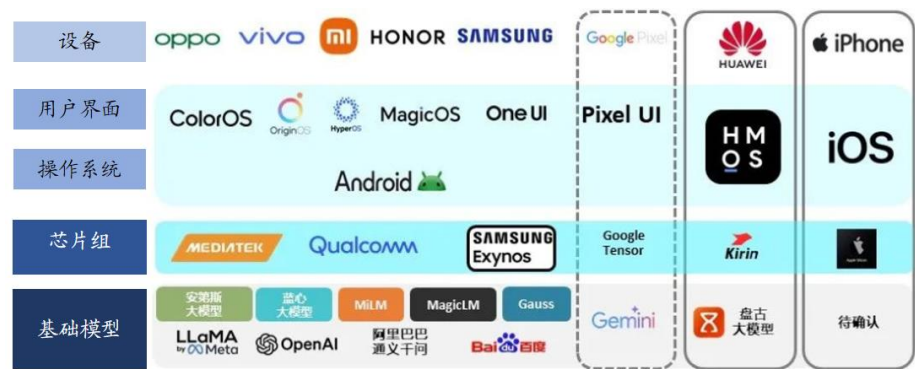 设备
oppo vivo mi HONOR SAMSUNG Google Pixel HUAWEI iPhone
用户界面
ColorOS OriginOS HyperOS MagicOS One UI Pixel UI
操作系统
Android
HM
OS
iOS
芯片组
MEDIATEK Qualcomm SAMSUNG
Exynos
Google
Tensor
Kirin
基础模型
安第斯
大模型
蓝心
大模型
MiLM MagicLM Gauss
LLaMA
by Meta
OpenAI
阿里巴巴
通义千问
Bai百度
Gemini
盘古
大模型
待确认